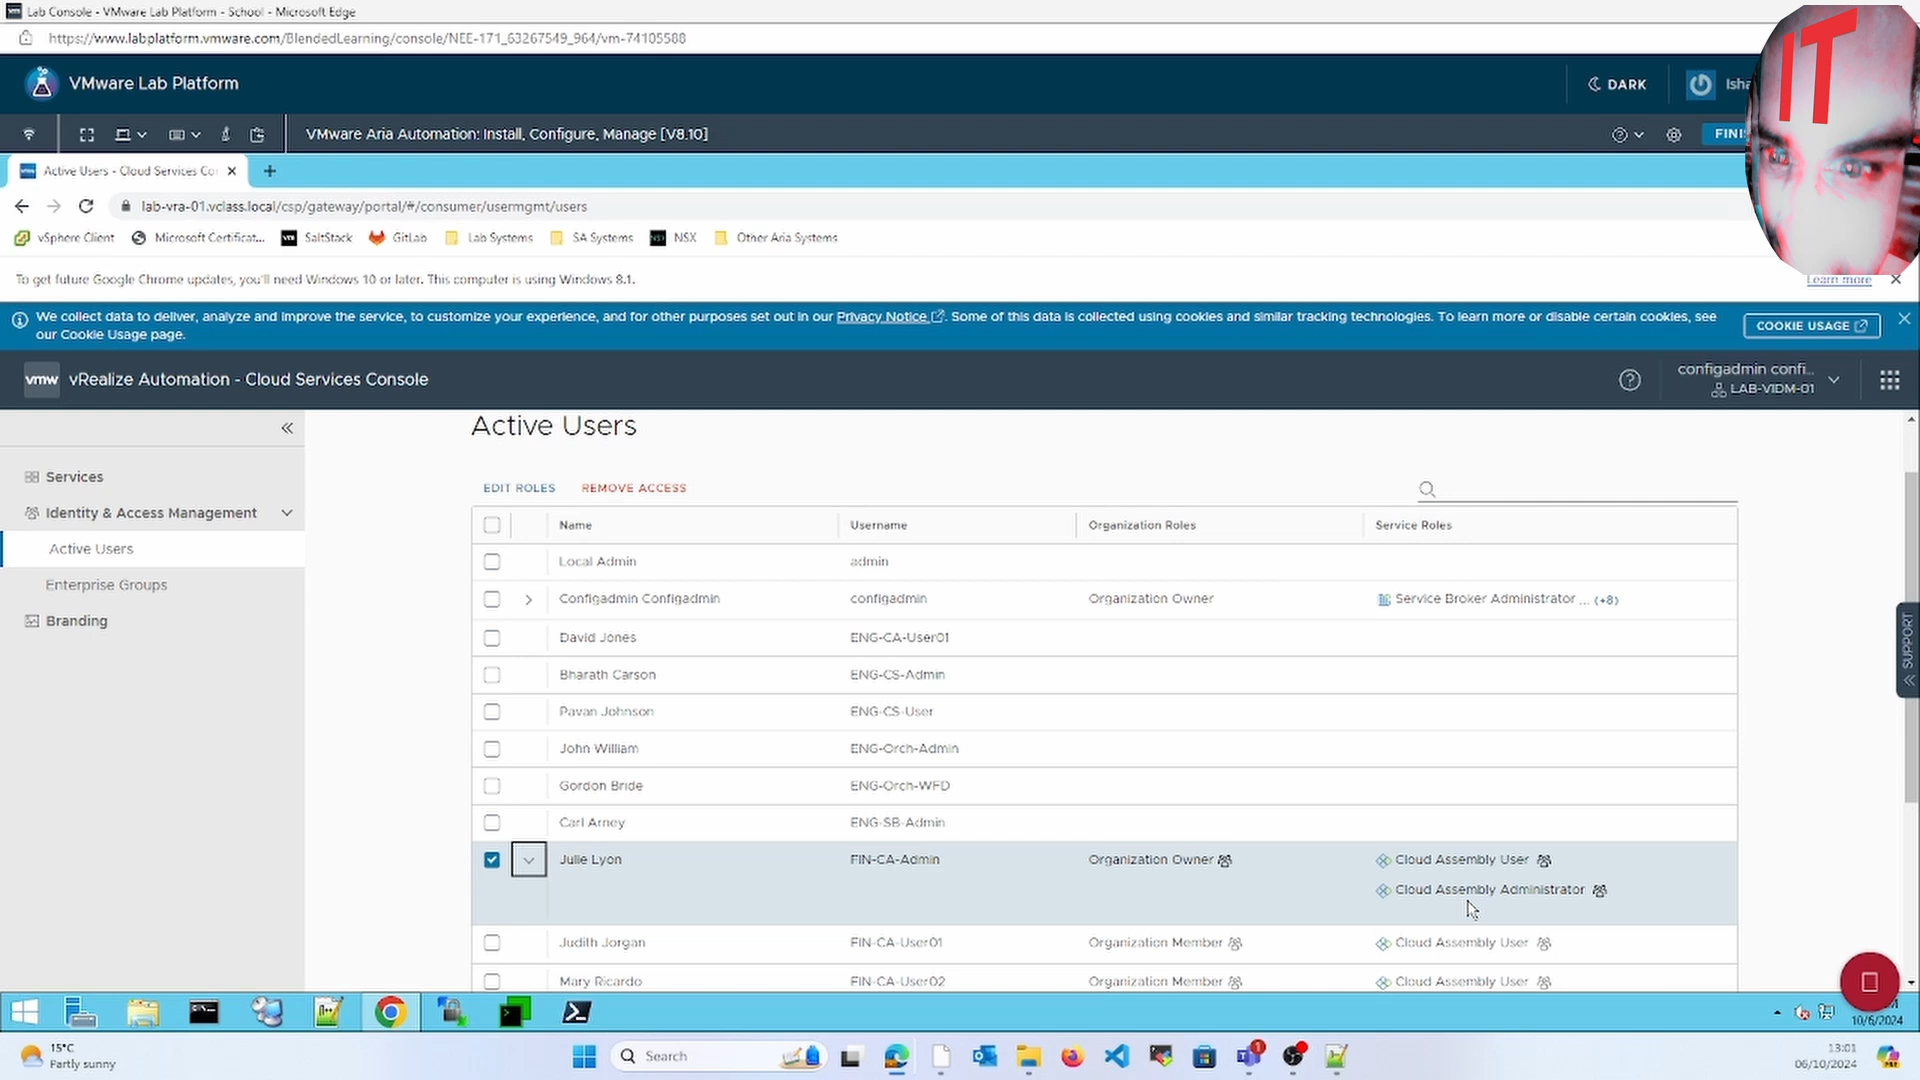 Lab Console - VMware Lab Platform - School - Microsoft Edge
https://www.labplatform.vmware.com/BlendedLearning/console/NEE-171_63267549_964/vm-74105588
IT
VMware Lab Platform
DARK
Isha
VMware Aria Automation: Install, Configure, Manage [V8.10]
FINIS
Active Users - Cloud Services Co
lab-vra-01.vclass.local/csp/gateway/portal/#/consumer/usermgmt/users
vSphere Client
Microsoft Certificat...
SaltStack
GitLab
Lab Systems
SA Systems
NSX
Other Aria Systems
To get future Google Chrome updates, you'll need Windows 10 or later. This computer is using Windows 8.1.
Learn more
We collect data to deliver, analyze and improve the service, to customize your experience, and for other purposes set out in our Privacy Notice. Some of this data is collected using cookies and similar tracking technologies. To learn more or disable certain cookies, see
our Cookie Usage page.
COOKIE USAGE
vmw vRealize Automation - Cloud Services Console
configadmin confi...
LAB-VIDM-01
Services
Identity & Access Management
Active Users
Enterprise Groups
Branding
Active Users
EDIT ROLES REMOVE ACCESS
Name Username Organization Roles Service Roles
Local Admin admin
Configadmin Configadmin configadmin Organization Owner Service Broker Administrator ... (+8)
David Jones ENG-CA-User01
Bharath Carson ENG-CS-Admin
Pavan Johnson ENG-CS-User
John William ENG-Orch-Admin
Gordon Bride ENG-Orch-WFD
Carl Arney ENG-SB-Admin
Julie Lyon FIN-CA-Admin Organization Owner Cloud Assembly User
Cloud Assembly Administrator
Judith Jorgan FIN-CA-User01 Organization Member Cloud Assembly User
Mary Ricardo FIN-CA-User02 Organization Member Cloud Assembly User
SUPPORT
10/6/2024
15°C
Partly sunny
Search
13:01
06/10/2024